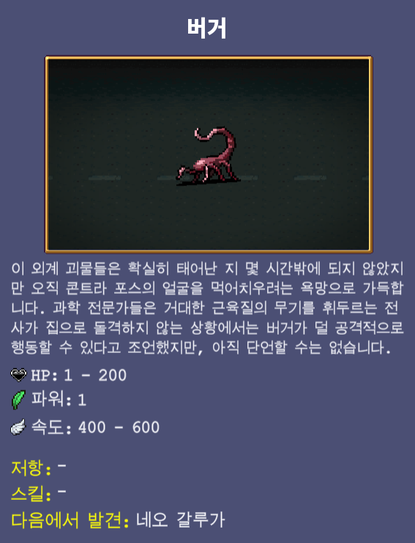 버거
이 외계 괴물들은 확실히 태어난 지 몇 시간밖에 되지 않았지
만 오직 콘트라 포스의 얼굴을 먹어치우려는 욕망으로 가득합
니다. 과학 전문가들은 거대한 근육질의 무기를 휘두르는 전
사가 집으로 돌격하지 않는 상황에서는 버거가 덜 공격적으로
행동할 수 있다고 조언했지만, 아직 단언할 수는 없습니다.
HP: 1 - 200
파워: 1
속도: 400 - 600
저항: -
스킬: -
다음에서 발견: 네오 갈루가